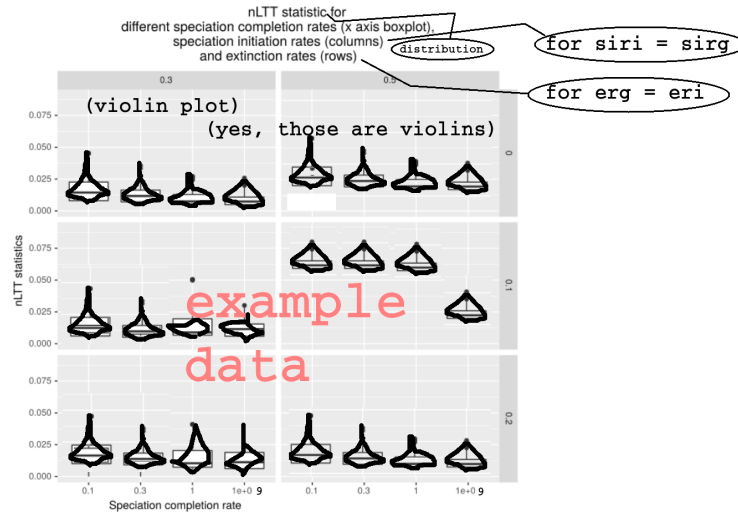 nLTT statistic for
different speciation completion rates (x axis boxplot),
speciation initiation rates (columns)
and extinction rates (rows)
distribution
for siri = sirg
for erg = eri
0.3
(violin plot)
(yes, those are violins)
0.075
0.050
0.025
0.000
0
nLTT statistics
0.075
0.050
0.025
0.000
0.1
example
data
0.075
0.050
0.025
0.000
0.2
0.1 0.3 1 1e+0 9 0.1 0.3 1 1e+0 9
Speciation completion rate